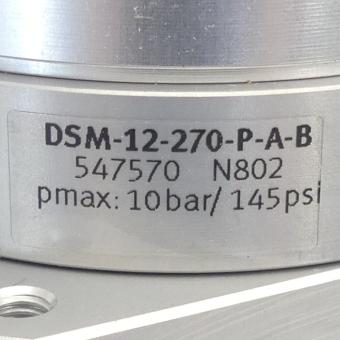 DSM-12-270-P-A-B
547570 N802
pmax: 10bar/ 145psi